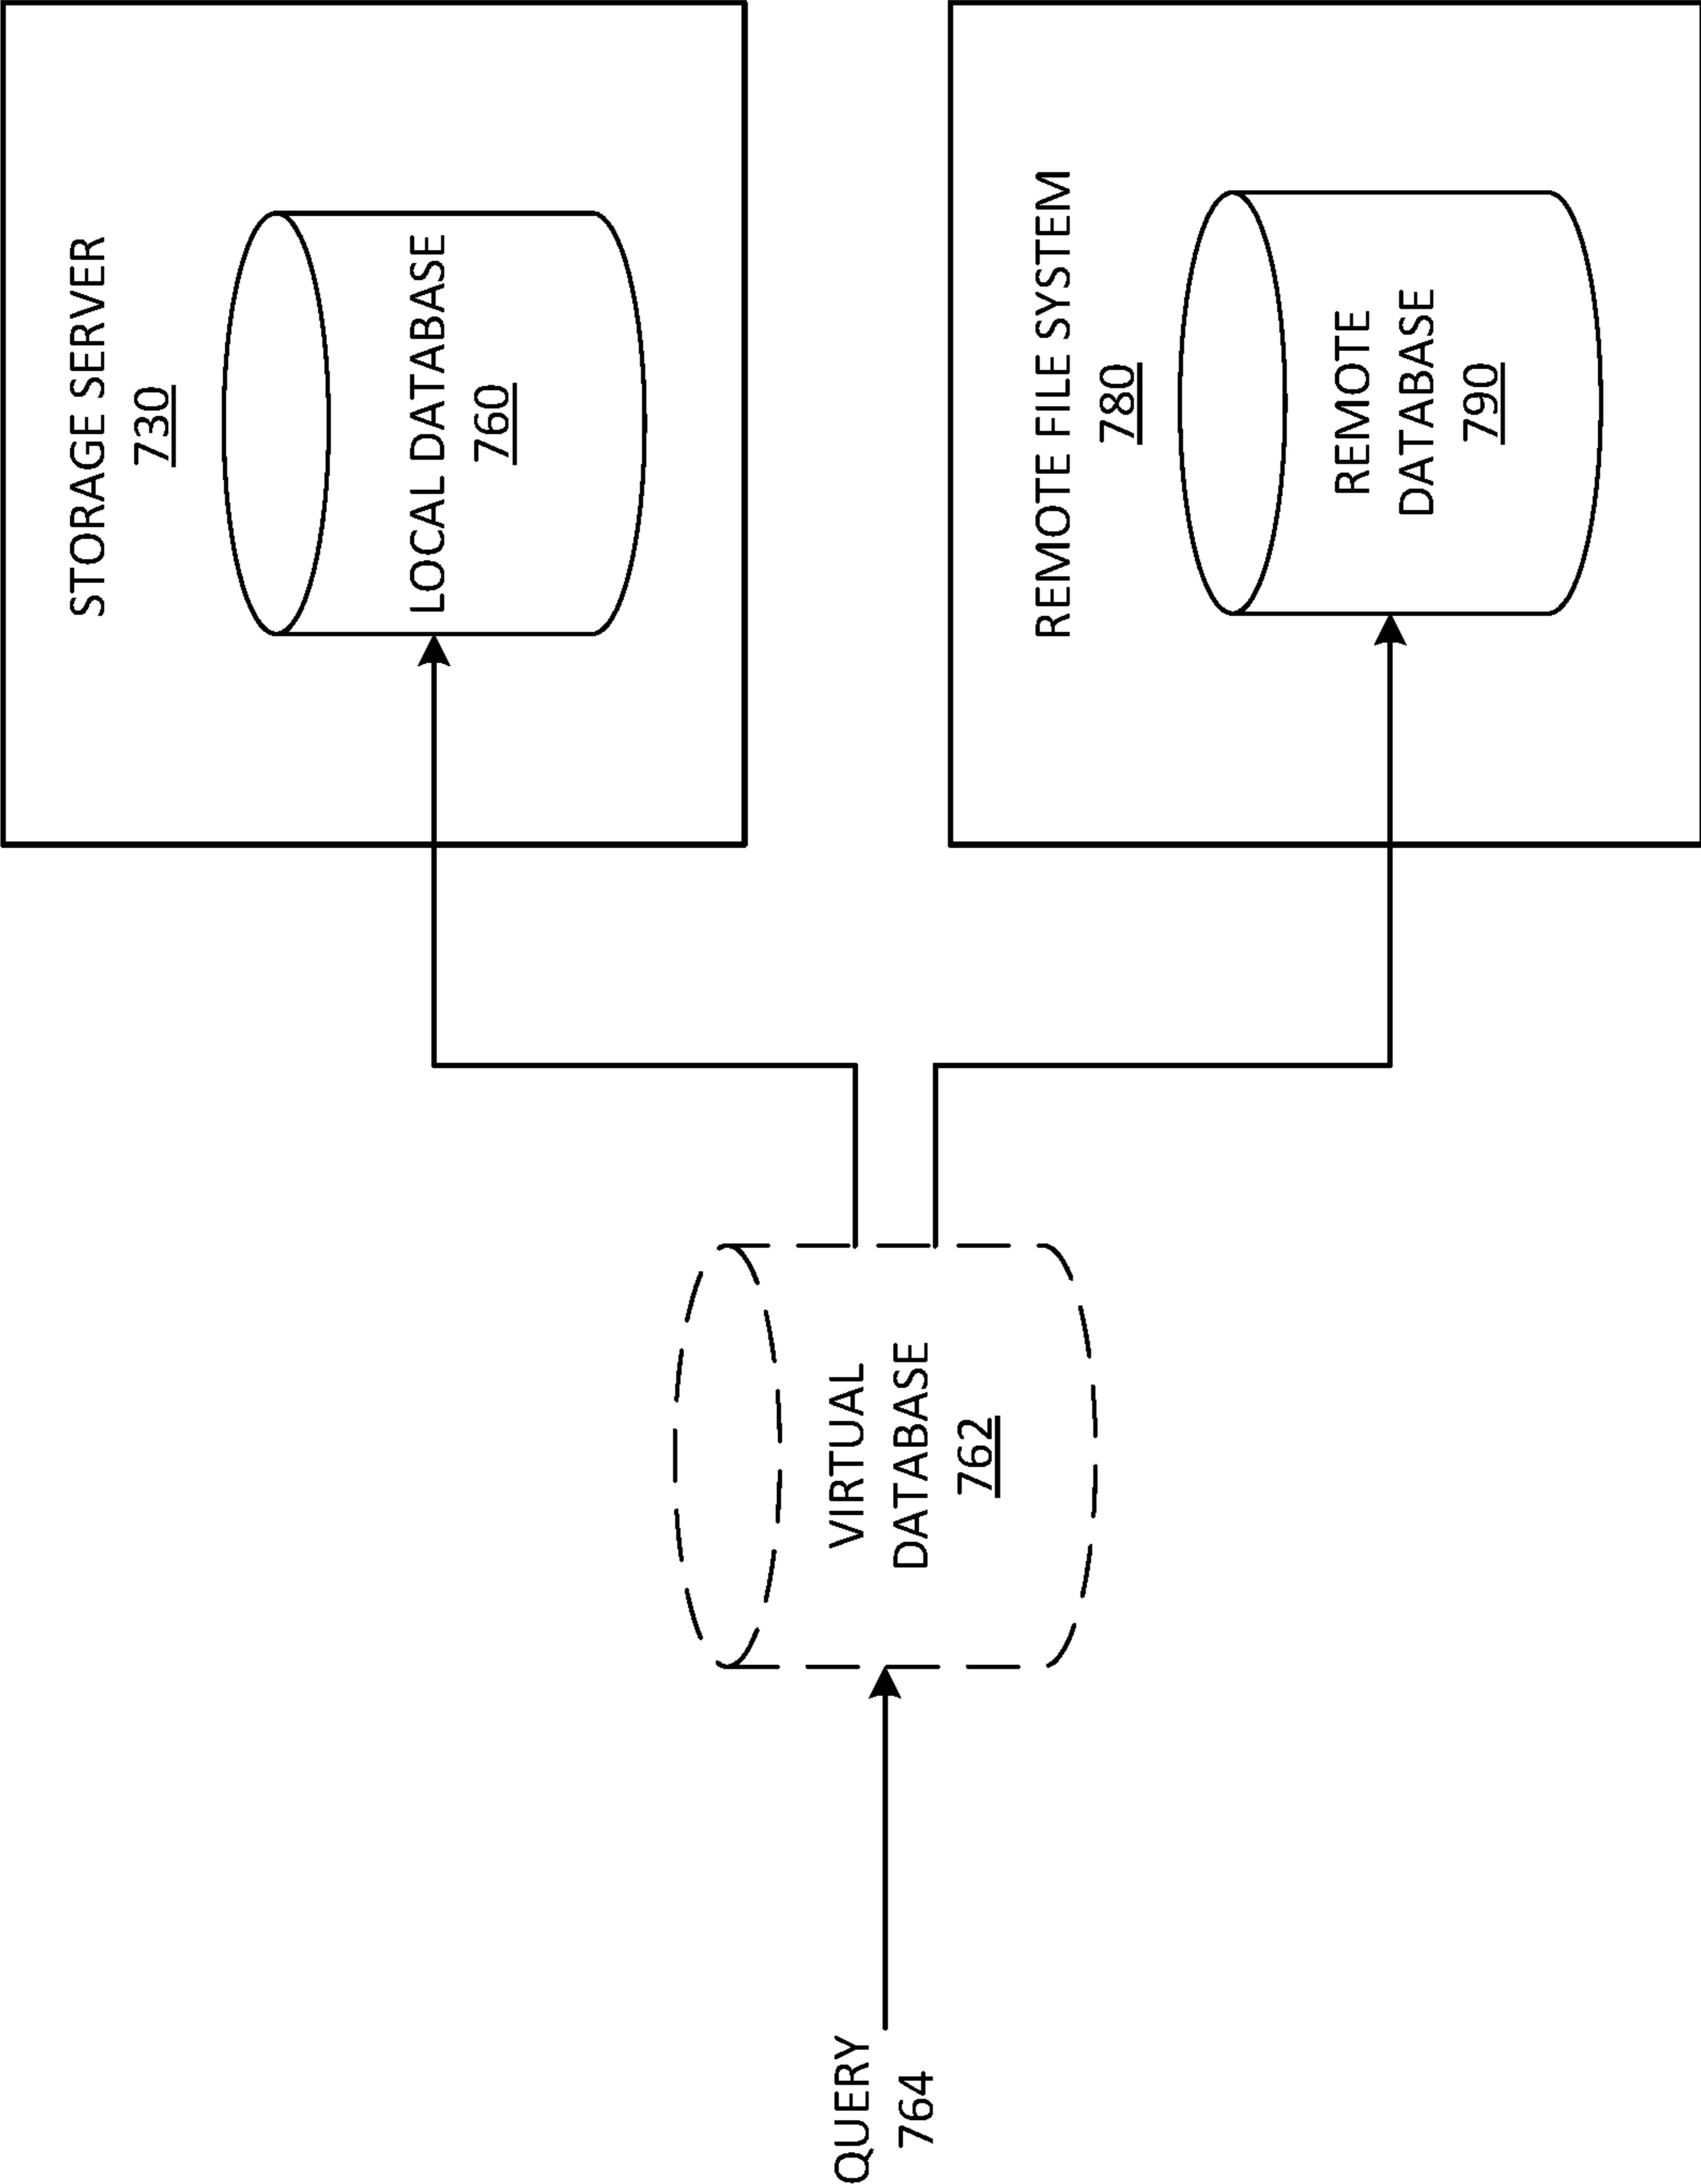 STORAGE SERVER
730
LOCAL DATABASE
760
QUERY
764
VIRTUAL
DATABASE
762
REMOTE FILE SYSTEM
780
REMOTE
DATABASE
790